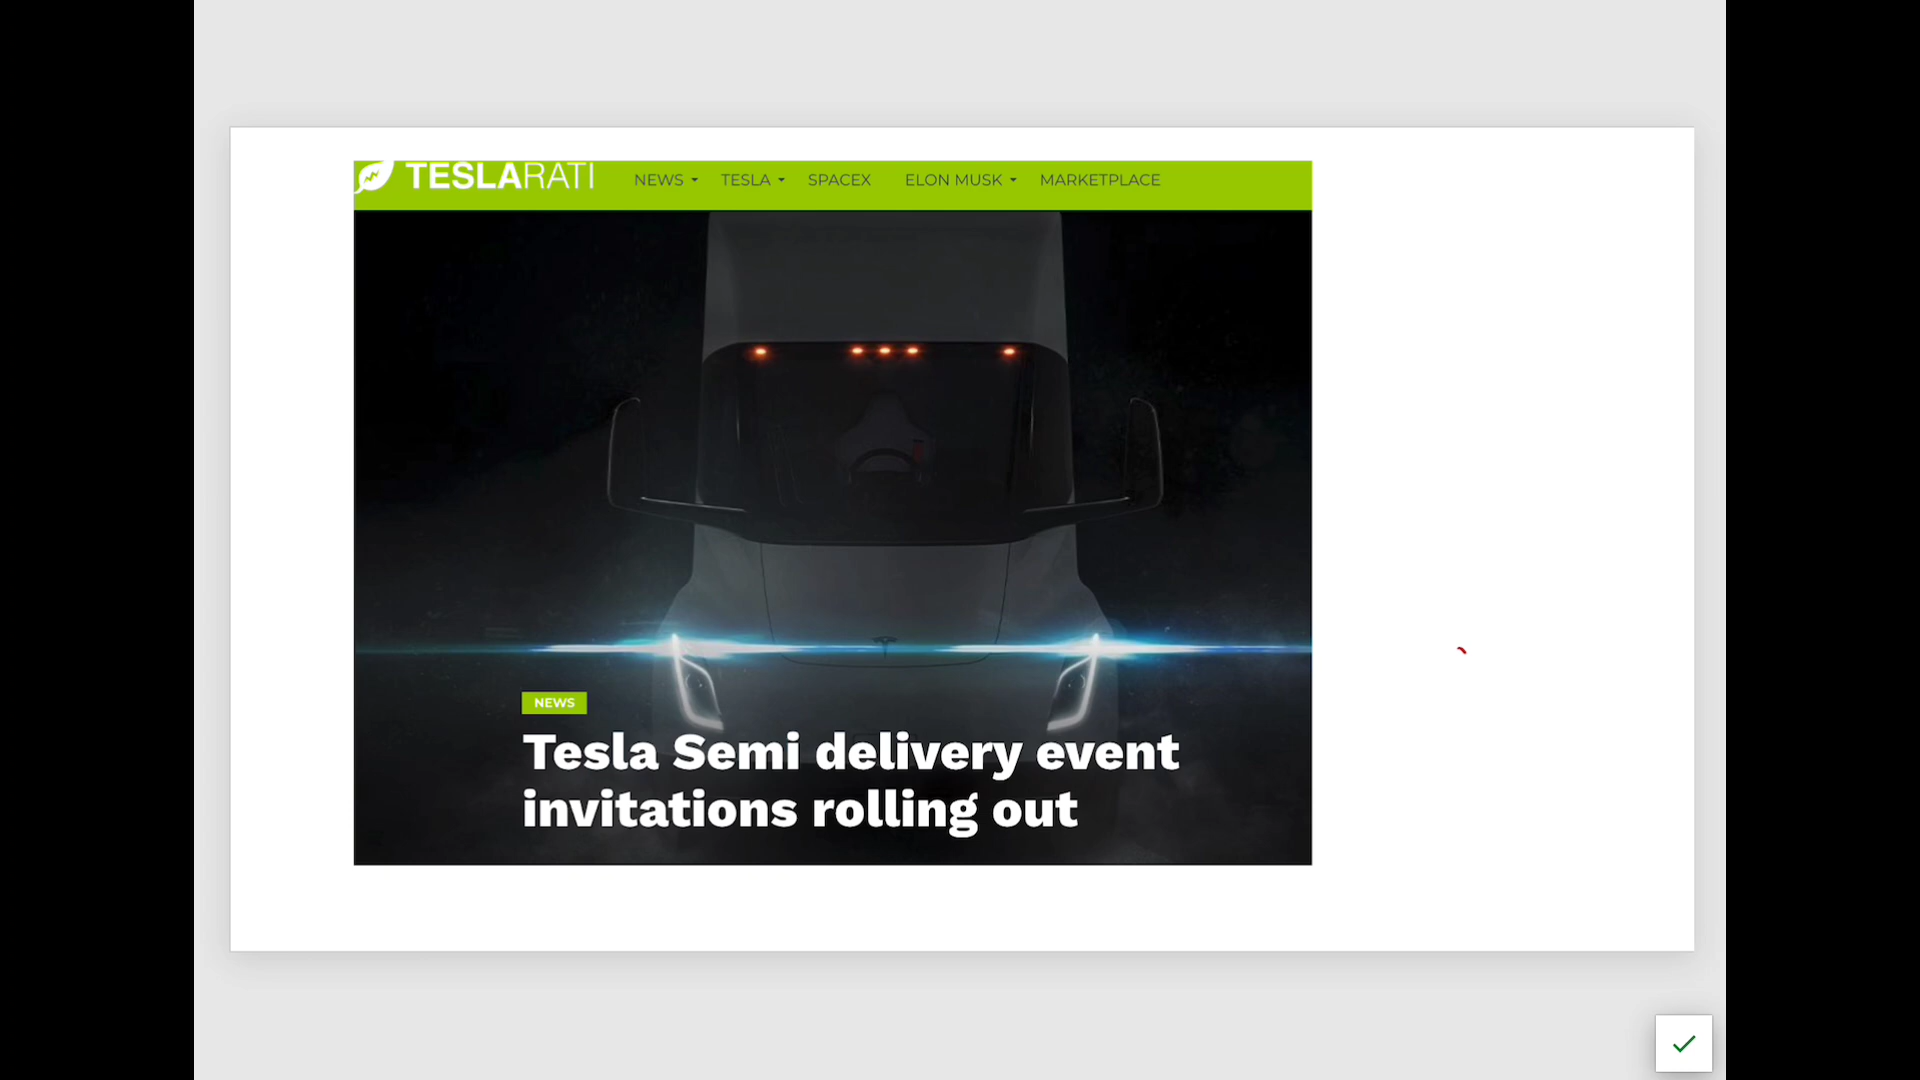 TESLARATI NEWS TESLA SPACEX ELON MUSK MARKETPLACE
NEWS
Tesla Semi delivery event
invitations rolling out